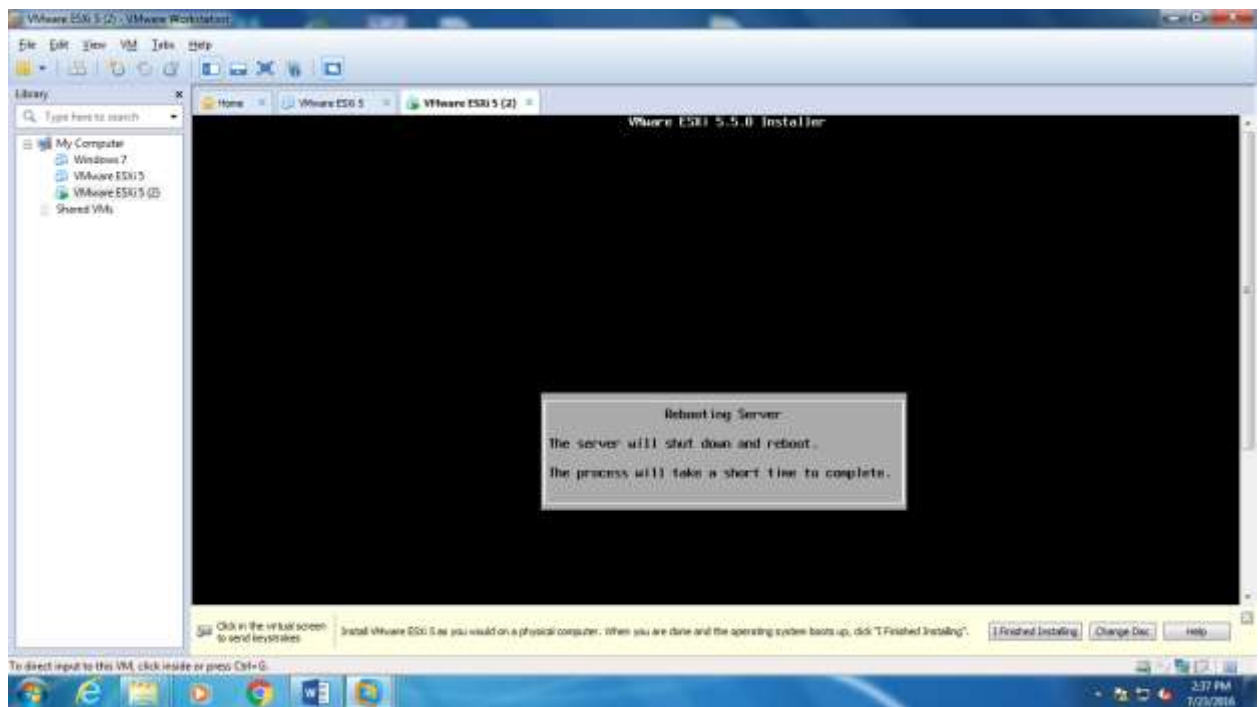 VMware ESXi 5 (2) - VMware Workstation
File Edit View VM Tabs Help
Library
Type here to search
My Computer
Windows 7
VMware ESXi 5
VMware ESXi 5 (2)
Shared VMs
Home
VMware ESXi 5
VMware ESXi 5 (2)
VMware ESXi 5.5.0 Installer
Rebooting Server
The server will shut down and reboot.
The process will take a short time to complete.
Click in the virtual screen
to send keystrokes
Install VMware ESXi 5 as you would on a physical computer. When you are done and the operating system boots up, click "I Finished Installing".
I Finished Installing
Change Disc
Help
To direct input to this VM, click inside or press Ctrl+G.
2:37 PM
7/23/2016